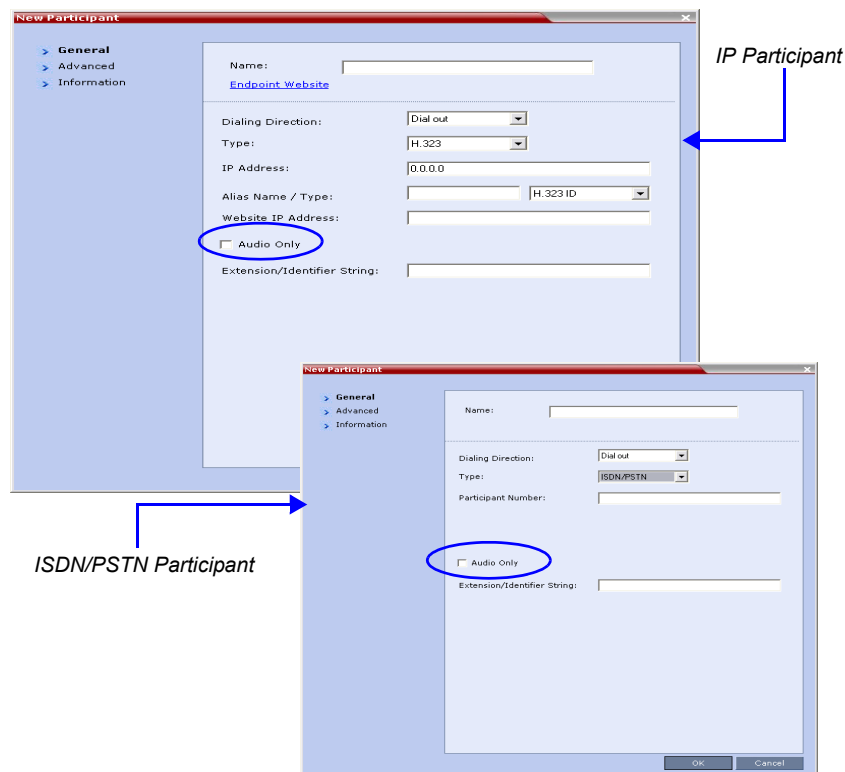 New Participant
General
Advanced
Information
Name:
Endpoint Website
Dialing Direction: Dial out
Type: H.323
IP Address: 0.0.0.0
Alias Name / Type: H.323 ID
Website IP Address:
Audio Only
Extension/Identifier String:
IP Participant
New Participant
General
Advanced
Information
Name:
Dialing Direction: Dial out
Type: ISDN/PSTN
Participant Number:
Audio Only
Extension/Identifier String:
OK Cancel
ISDN/PSTN Participant